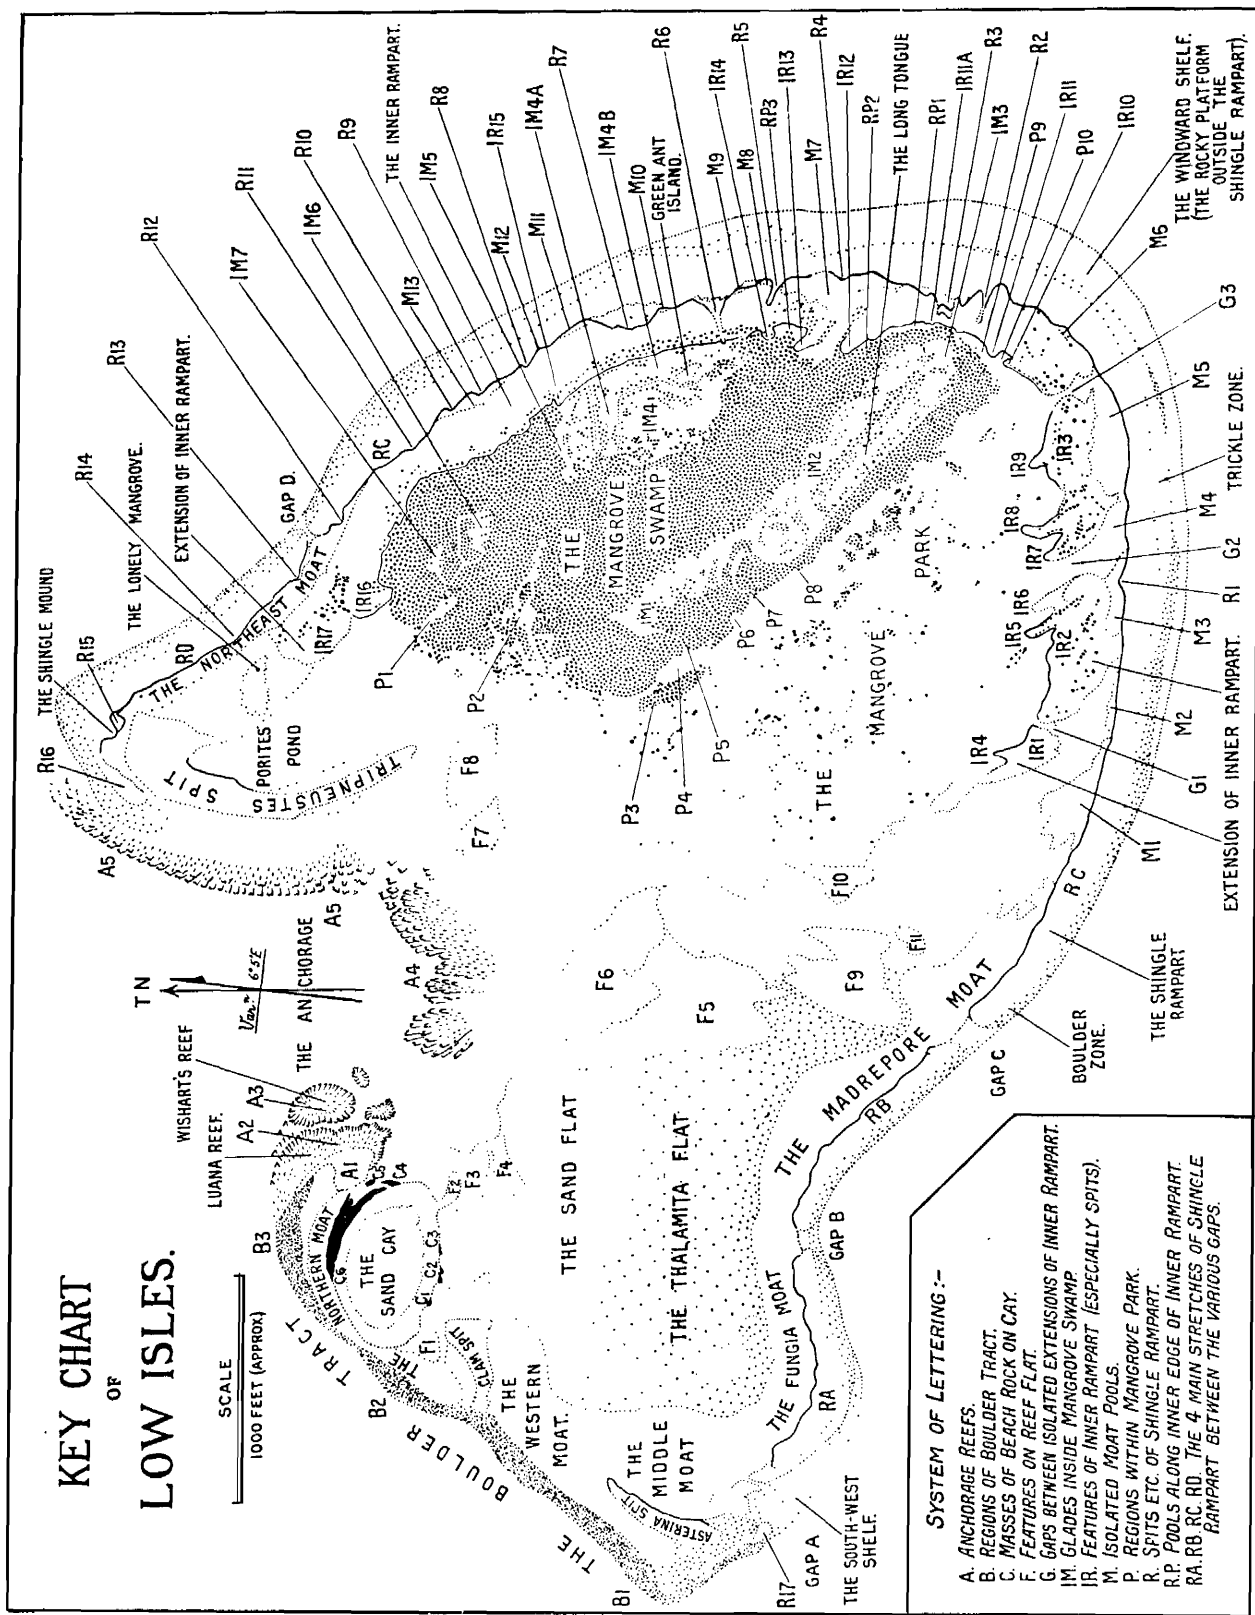 KEY CHART
OF
LOW ISLES.
SCALE
1000 FEET (APPROX.)
T N
Var.n 6°5'E
THE ANCHORAGE
WISHART'S REEF
A3
A2
LUANA REEF.
A1
B3
NORTHERN MOAT
C6
C5
C4
THE
SAND CAY
C1
C2
C3
F1
F2
F3
F4
THE
CLAM SPIT
B2
THE BOULDER TRACT
THE
WESTERN
MOAT.
B1
ASTERINA SPIT
THE
MIDDLE
MOAT
R17
GAP A
THE SOUTH-WEST
SHELF.
THE FUNGIA MOAT
RA
GAP B
THE MADREPORE MOAT
RB
GAP C
BOULDER
ZONE.
THE SHINGLE
RAMPART
RC
THE SAND FLAT
THE THALAMITA FLAT
F5
F6
F7
F8
F9
F10
F11
A4
A5
A5
R16
THE SHINGLE MOUND
R15
TRIPNEUSTES SPIT
PORITES
POND
RD
THE NORTHEAST MOAT
R14
THE LONELY MANGROVE.
EXTENSION OF INNER RAMPART.
R13
GAP D.
R12
IM7
R11
IM6
R10
R9
THE INNER RAMPART.
IM5
R8
IR15
IM4A
R7
IM4B
M10
GREEN ANT
ISLAND.
R6
M9
IR14
M8
R5
RP3
IR13
M7
R4
IR12
RP2
THE LONG TONGUE
RP1
IR11A
R3
IM3
R2
P9
IR11
P10
IR10
THE WINDWARD SHELF.
(THE ROCKY PLATFORM
OUTSIDE THE
SHINGLE RAMPART).
M13
M12
M11
RC
IR17
IR16
P1
P2
P3
P4
P5
P6
P7
P8
THE
MANGROVE
SWAMP
IM1
IM2
IM4
THE
MANGROVE
PARK
IR4
IR1
IR5
IR2
IR6
IR7
IR8
IR9
IR3
M6
G3
M5
TRICKLE ZONE.
M4
G2
R1
M3
EXTENSION OF INNER RAMPART.
M2
G1
M1
SYSTEM OF LETTERING:-
A. ANCHORAGE REEFS.
B. REGIONS OF BOULDER TRACT.
C. MASSES OF BEACH ROCK ON CAY.
F. FEATURES ON REEF FLAT.
G. GAPS BETWEEN ISOLATED EXTENSIONS OF INNER RAMPART.
IM. GLADES INSIDE MANGROVE SWAMP.
IR. FEATURES OF INNER RAMPART (ESPECIALLY SPITS).
M. ISOLATED MOAT POOLS.
P. REGIONS WITHIN MANGROVE PARK.
R. SPITS ETC. OF SHINGLE RAMPART.
R.P. POOLS ALONG INNER EDGE OF INNER RAMPART.
RA. RB. RC. RD. THE 4 MAIN STRETCHES OF SHINGLE
RAMPART BETWEEN THE VARIOUS GAPS.